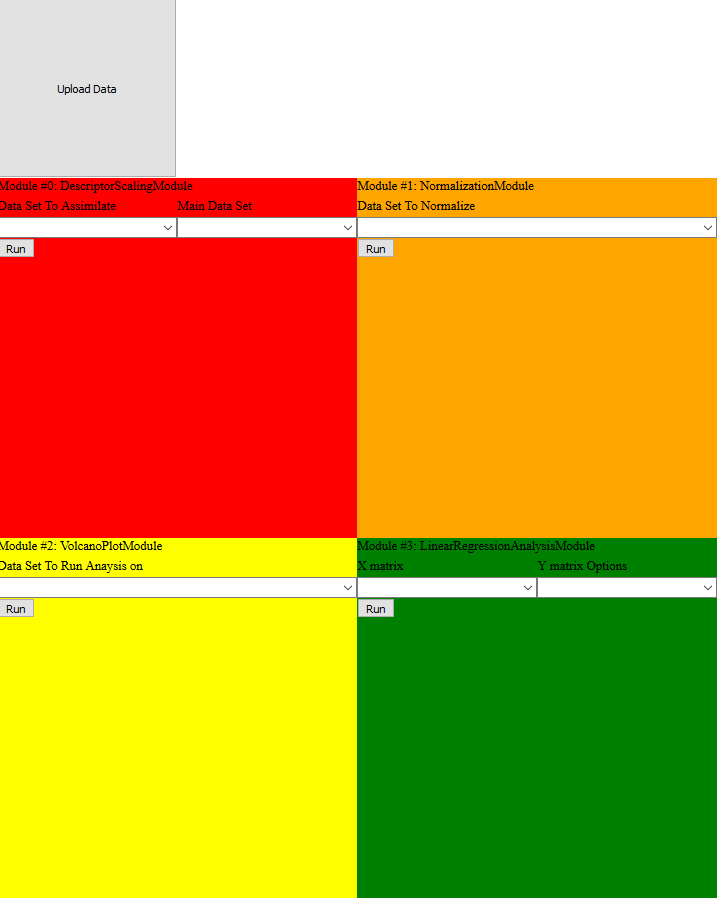 Upload Data
Module #0: DescriptorScalingModule
Data Set To Assimilate Main Data Set
Run
Module #1: NormalizationModule
Data Set To Normalize
Run
Module #2: VolcanoPlotModule
Data Set To Run Anaysis on
Run
Module #3: LinearRegressionAnalysisModule
X matrix Y matrix Options
Run